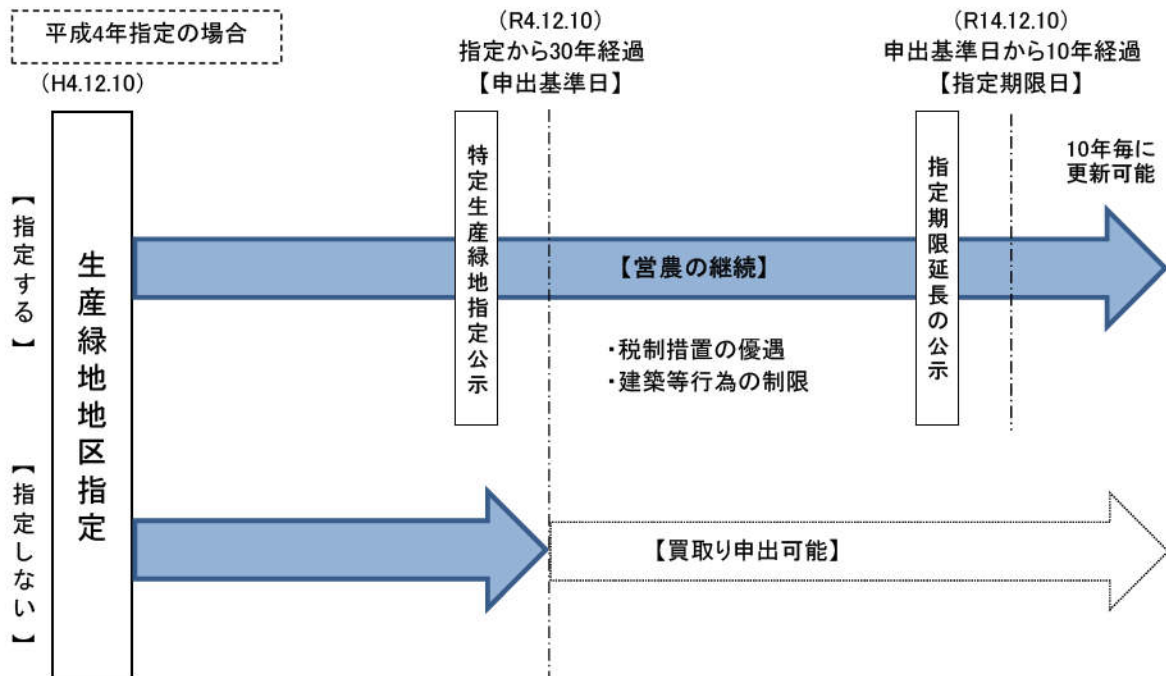 平成4年指定の場合
(H4.12.10)
(R4.12.10)
指定から30年経過
【申出基準日】
(R14.12.10)
申出基準日から10年経過
【指定期限日】
10年毎に
更新可能
【指定する】
生産緑地地区指定
特定生産緑地指定公示
【営農の継続】
・税制措置の優遇
・建築等行為の制限
指定期限延長の公示
【指定しない】
【買取り申出可能】